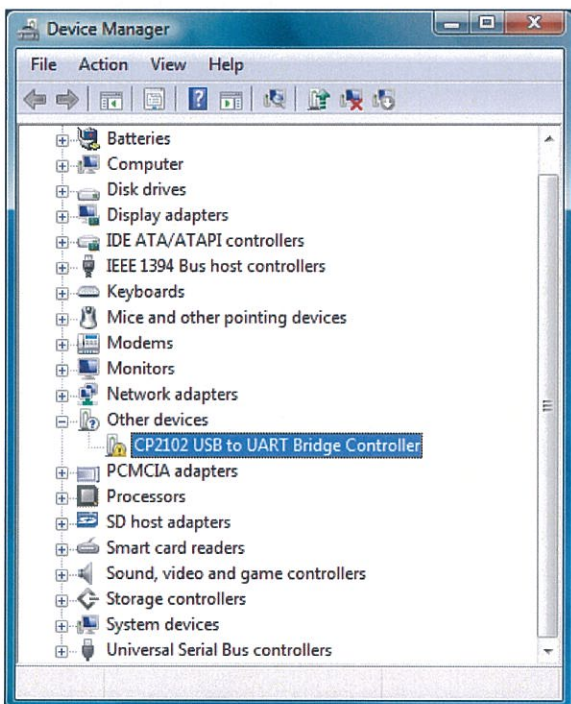 Device Manager
File Action View Help
Batteries
Computer
Disk drives
Display adapters
IDE ATA/ATAPI controllers
IEEE 1394 Bus host controllers
Keyboards
Mice and other pointing devices
Modems
Monitors
Network adapters
Other devices
CP2102 USB to UART Bridge Controller
PCMCIA adapters
Processors
SD host adapters
Smart card readers
Sound, video and game controllers
Storage controllers
System devices
Universal Serial Bus controllers